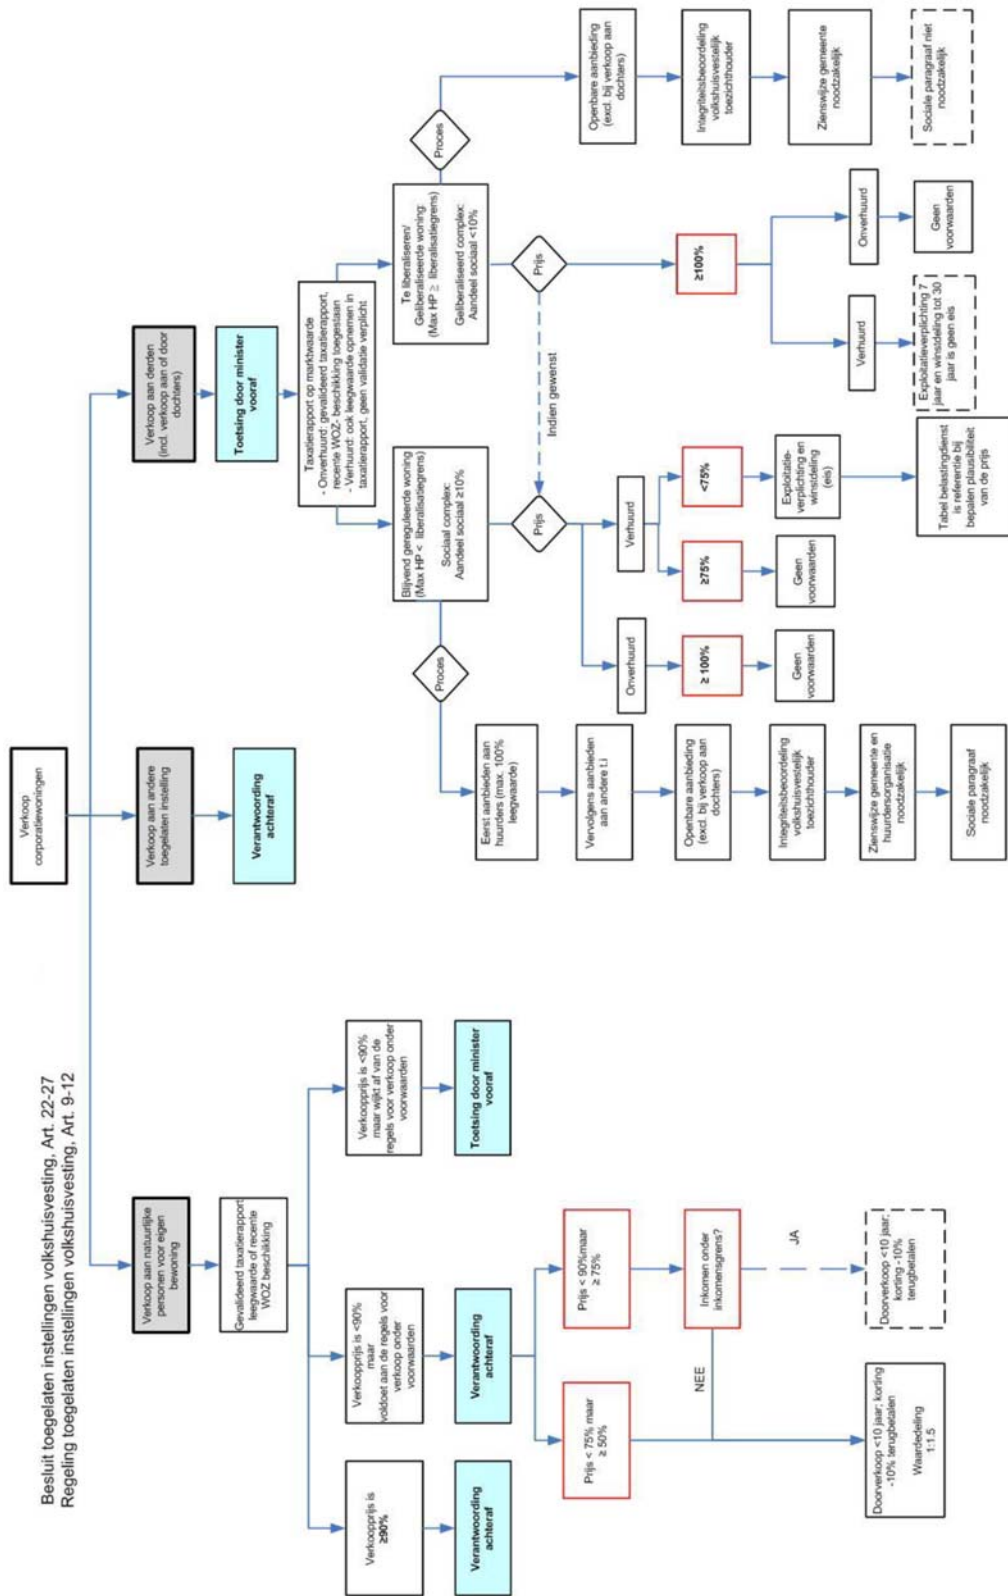 Besluit toegelaten instellingen volkshuisvesting, Art. 22-27
Regeling toegelaten instellingen volkshuisvesting, Art. 9-12
Verkoop
corporatiewoningen
Verkoop aan natuurlijke
personen voor eigen
bewoning
Gevalideerd taxatierapport
leegwaarde of recente
WOZ beschikking
Verkoopprijs is
≥90%
Verantwoording
achteraf
Verkoopprijs is <90%
maar
voldoet aan de regels voor
verkoop onder
voorwaarden
Verantwoording
achteraf
Prijs < 75% maar
≥ 50%
Prijs < 90%maar
≥ 75%
Inkomen onder
inkomensgrens?
NEE
JA
Doorverkoop <10 jaar; korting
-10% terugbetalen
Waardedeling
1:1.5
Doorverkoop <10 jaar;
korting -10%
terugbetalen
Verkoopprijs is <90%
maar wijkt af van de
regels voor verkoop onder
voorwaarden
Toetsing door minister
vooraf
Verkoop aan andere
toegelaten instelling
Verantwoording
achteraf
Verkoop aan derden
(incl. verkoop aan of door
dochters)
Toetsing door minister
vooraf
Taxatierapport op marktwaarde
- Onverhuurd: gevalideerd taxatierapport,
recente WOZ- beschikking toegestaan
- Verhuurd: ook leegwaarde opnemen in
taxatierapport, geen validatie verplicht
Blijvend gereguleerde woning
(Max HP < liberalisatiegrens)
Sociaal complex:
Aandeel sociaal ≥10%
Proces
Eerst aanbieden aan
huurders (max. 100%
leegwaarde)
Vervolgens aanbieden
aan andere t.i
Openbare aanbieding
(excl. bij verkoop aan
dochters)
Integriteitsbeoordeling
volkshuisvestelijk
toezichthouder
Zienswijze gemeente en
huurdersorganisatie
noodzakelijk
Sociale paragraaf
noodzakelijk
Prijs
Onverhuurd
≥ 100%
Geen
voorwaarden
Verhuurd
≥75%
Geen
voorwaarden
<75%
Exploitatie-
verplichting en
winstdeling
(eis)
Tabel belastingdienst
is referentie bij
bepalen plausibiliteit
van de prijs
Indien gewenst
Te liberaliseren/
Geliberaliseerde woning:
(Max HP ≥ liberalisatiegrens)
Geliberaliseerd complex:
Aandeel sociaal <10%
Prijs
≥100%
Verhuurd
Exploitatieverplichting 7
jaar en winstdeling tot 30
jaar is geen eis
Onverhuurd
Geen
voorwaarden
Proces
Openbare aanbieding
(excl. bij verkoop aan
dochters)
Integriteitsbeoordeling
volkshuisvestelijk
toezichthouder
Zienswijze gemeente
noodzakelijk
Sociale paragraaf niet
noodzakelijk